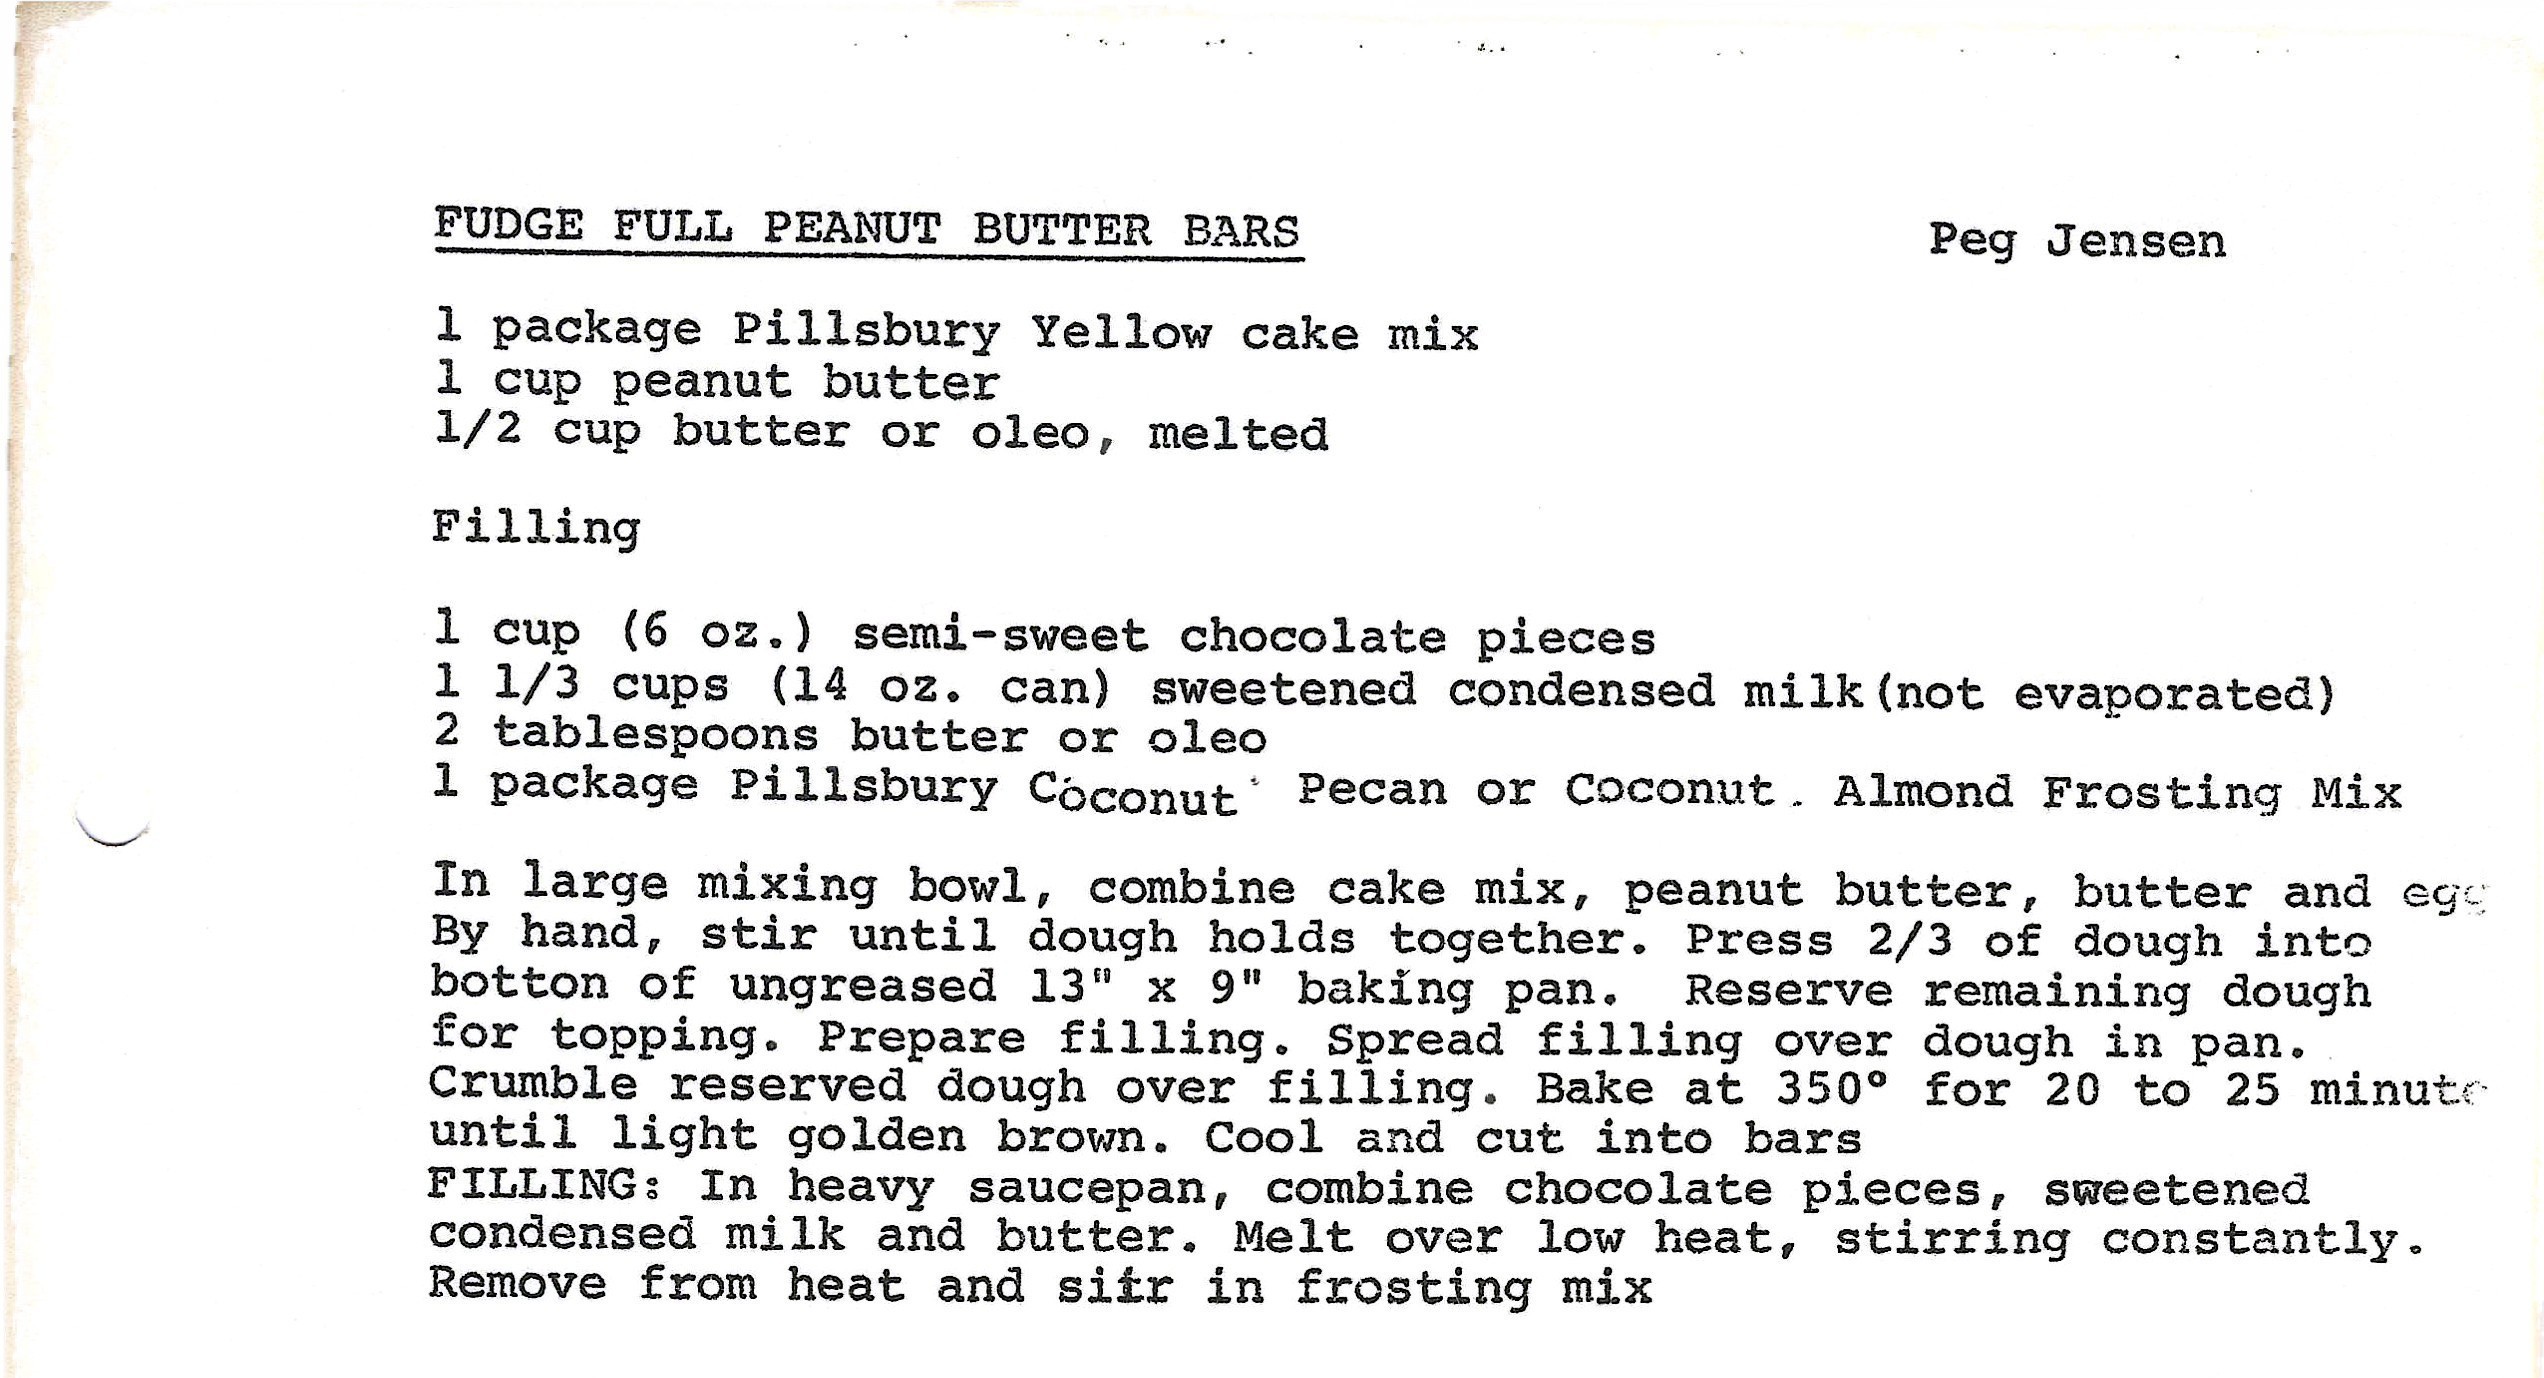 FUDGE FULL PEANUT BUTTER BARS
Peg Jensen
1 package Pillsbury Yellow cake mix
1 cup peanut butter
1/2 cup butter or oleo, melted
Filling
1 cup (6 oz.) semi-sweet chocolate pieces
1 1/3 cups (14 oz. can) sweetened condensed milk(not evaporated)
2 tablespoons butter or oleo
1 package Pillsbury Coconut Pecan or Coconut Almond Frosting Mix
In large mixing bowl, combine cake mix, peanut butter, butter and egg
By hand, stir until dough holds together. Press 2/3 of dough into
botton of ungreased 13" x 9" baking pan. Reserve remaining dough
for topping. Prepare filling. Spread filling over dough in pan.
Crumble reserved dough over filling. Bake at 350° for 20 to 25 minute
until light golden brown. Cool and cut into bars
FILLING: In heavy saucepan, combine chocolate pieces, sweetened
condensed milk and butter. Melt over low heat, stirring constantly.
Remove from heat and sitr in frosting mix